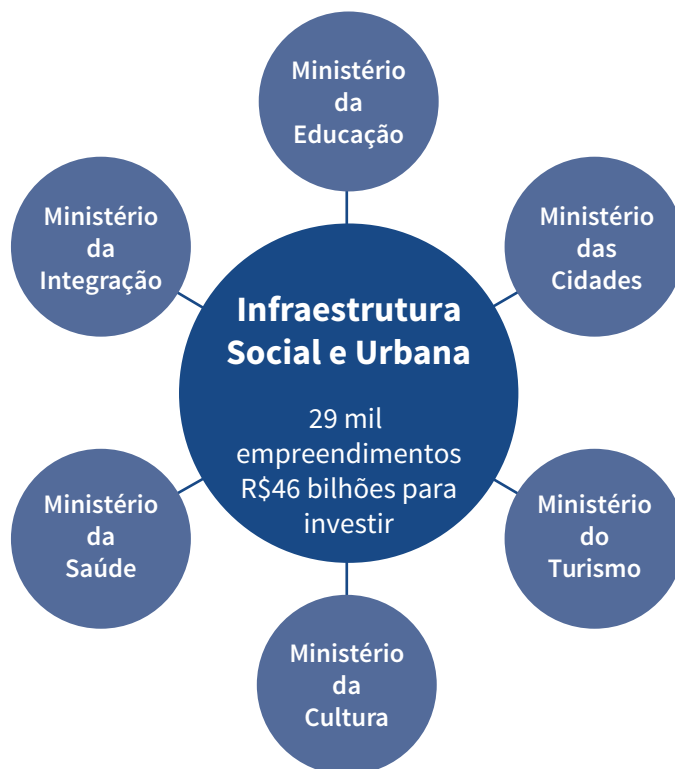 Ministério
da
Educação
Ministério
da
Integração
Ministério
das
Cidades
Infraestrutura
Social e Urbana
29 mil
empreendimentos
R$46 bilhões para
investir
Ministério
da
Saúde
Ministério
do
Turismo
Ministério
da
Cultura